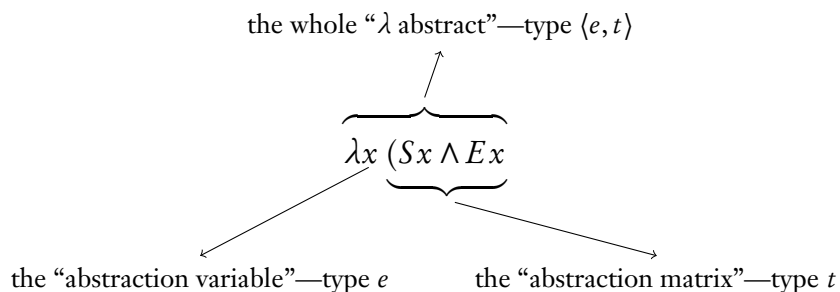 the whole “λ abstract”—type ⟨e, t⟩
λx (Sx ∧ Ex
the “abstraction variable”—type e
the “abstraction matrix”—type t